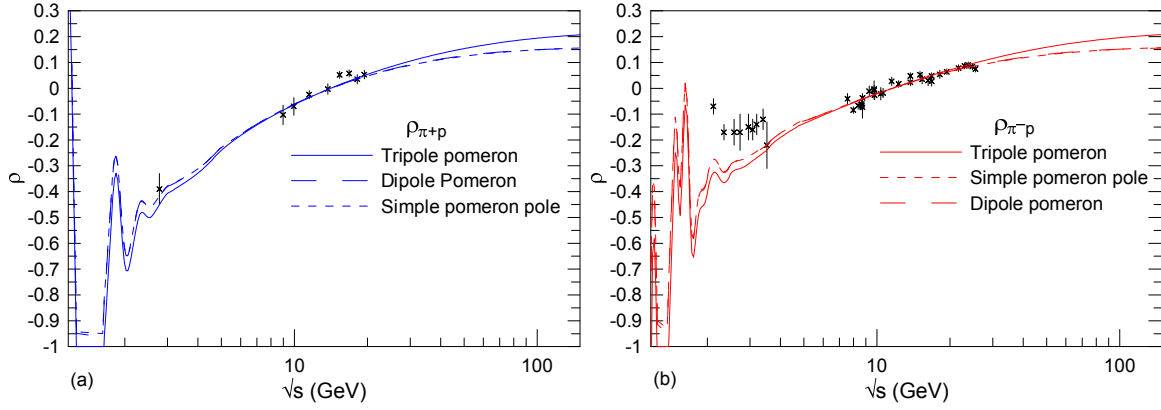 0.3
0.2
0.1
0
-0.1
-0.2
-0.3
-0.4
-0.5
-0.6
-0.7
-0.8
-0.9
-1
ρ
ρπ+p
Tripole pomeron
Dipole Pomeron
Simple pomeron pole
10
100
(a)
√s (GeV)
0.3
0.2
0.1
0
-0.1
-0.2
-0.3
-0.4
-0.5
-0.6
-0.7
-0.8
-0.9
-1
ρ
ρπ−p
Tripole pomeron
Simple pomeron pole
Dipole pomeron
10
100
(b)
√s (GeV)